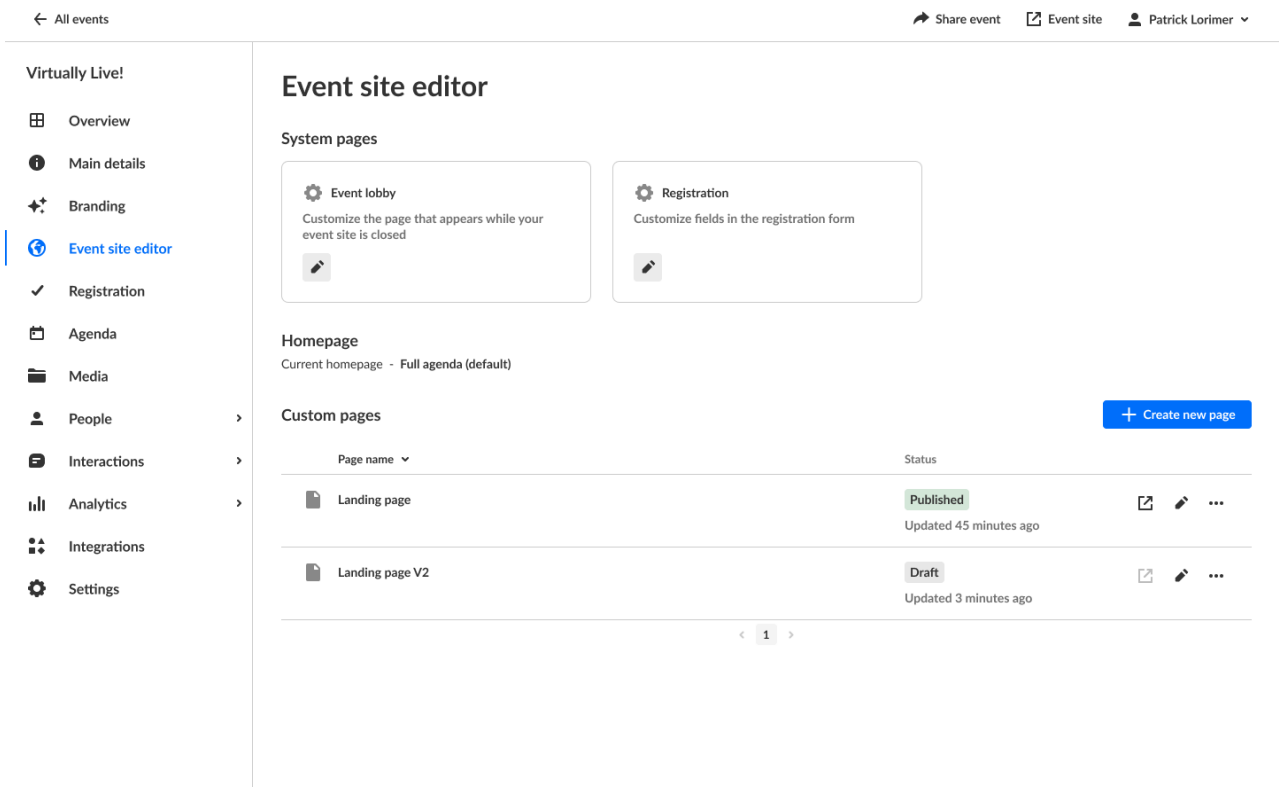 All events
Share event
Event site
Patrick Lorimer
Virtually Live!
Overview
Main details
Branding
Event site editor
Registration
Agenda
Media
People
Interactions
Analytics
Integrations
Settings
Event site editor
System pages
Event lobby
Customize the page that appears while your
event site is closed
Registration
Customize fields in the registration form
Homepage
Current homepage - Full agenda (default)
Custom pages
Create new page
Page name
Status
Landing page
Published
Updated 45 minutes ago
Landing page V2
Draft
Updated 3 minutes ago
1